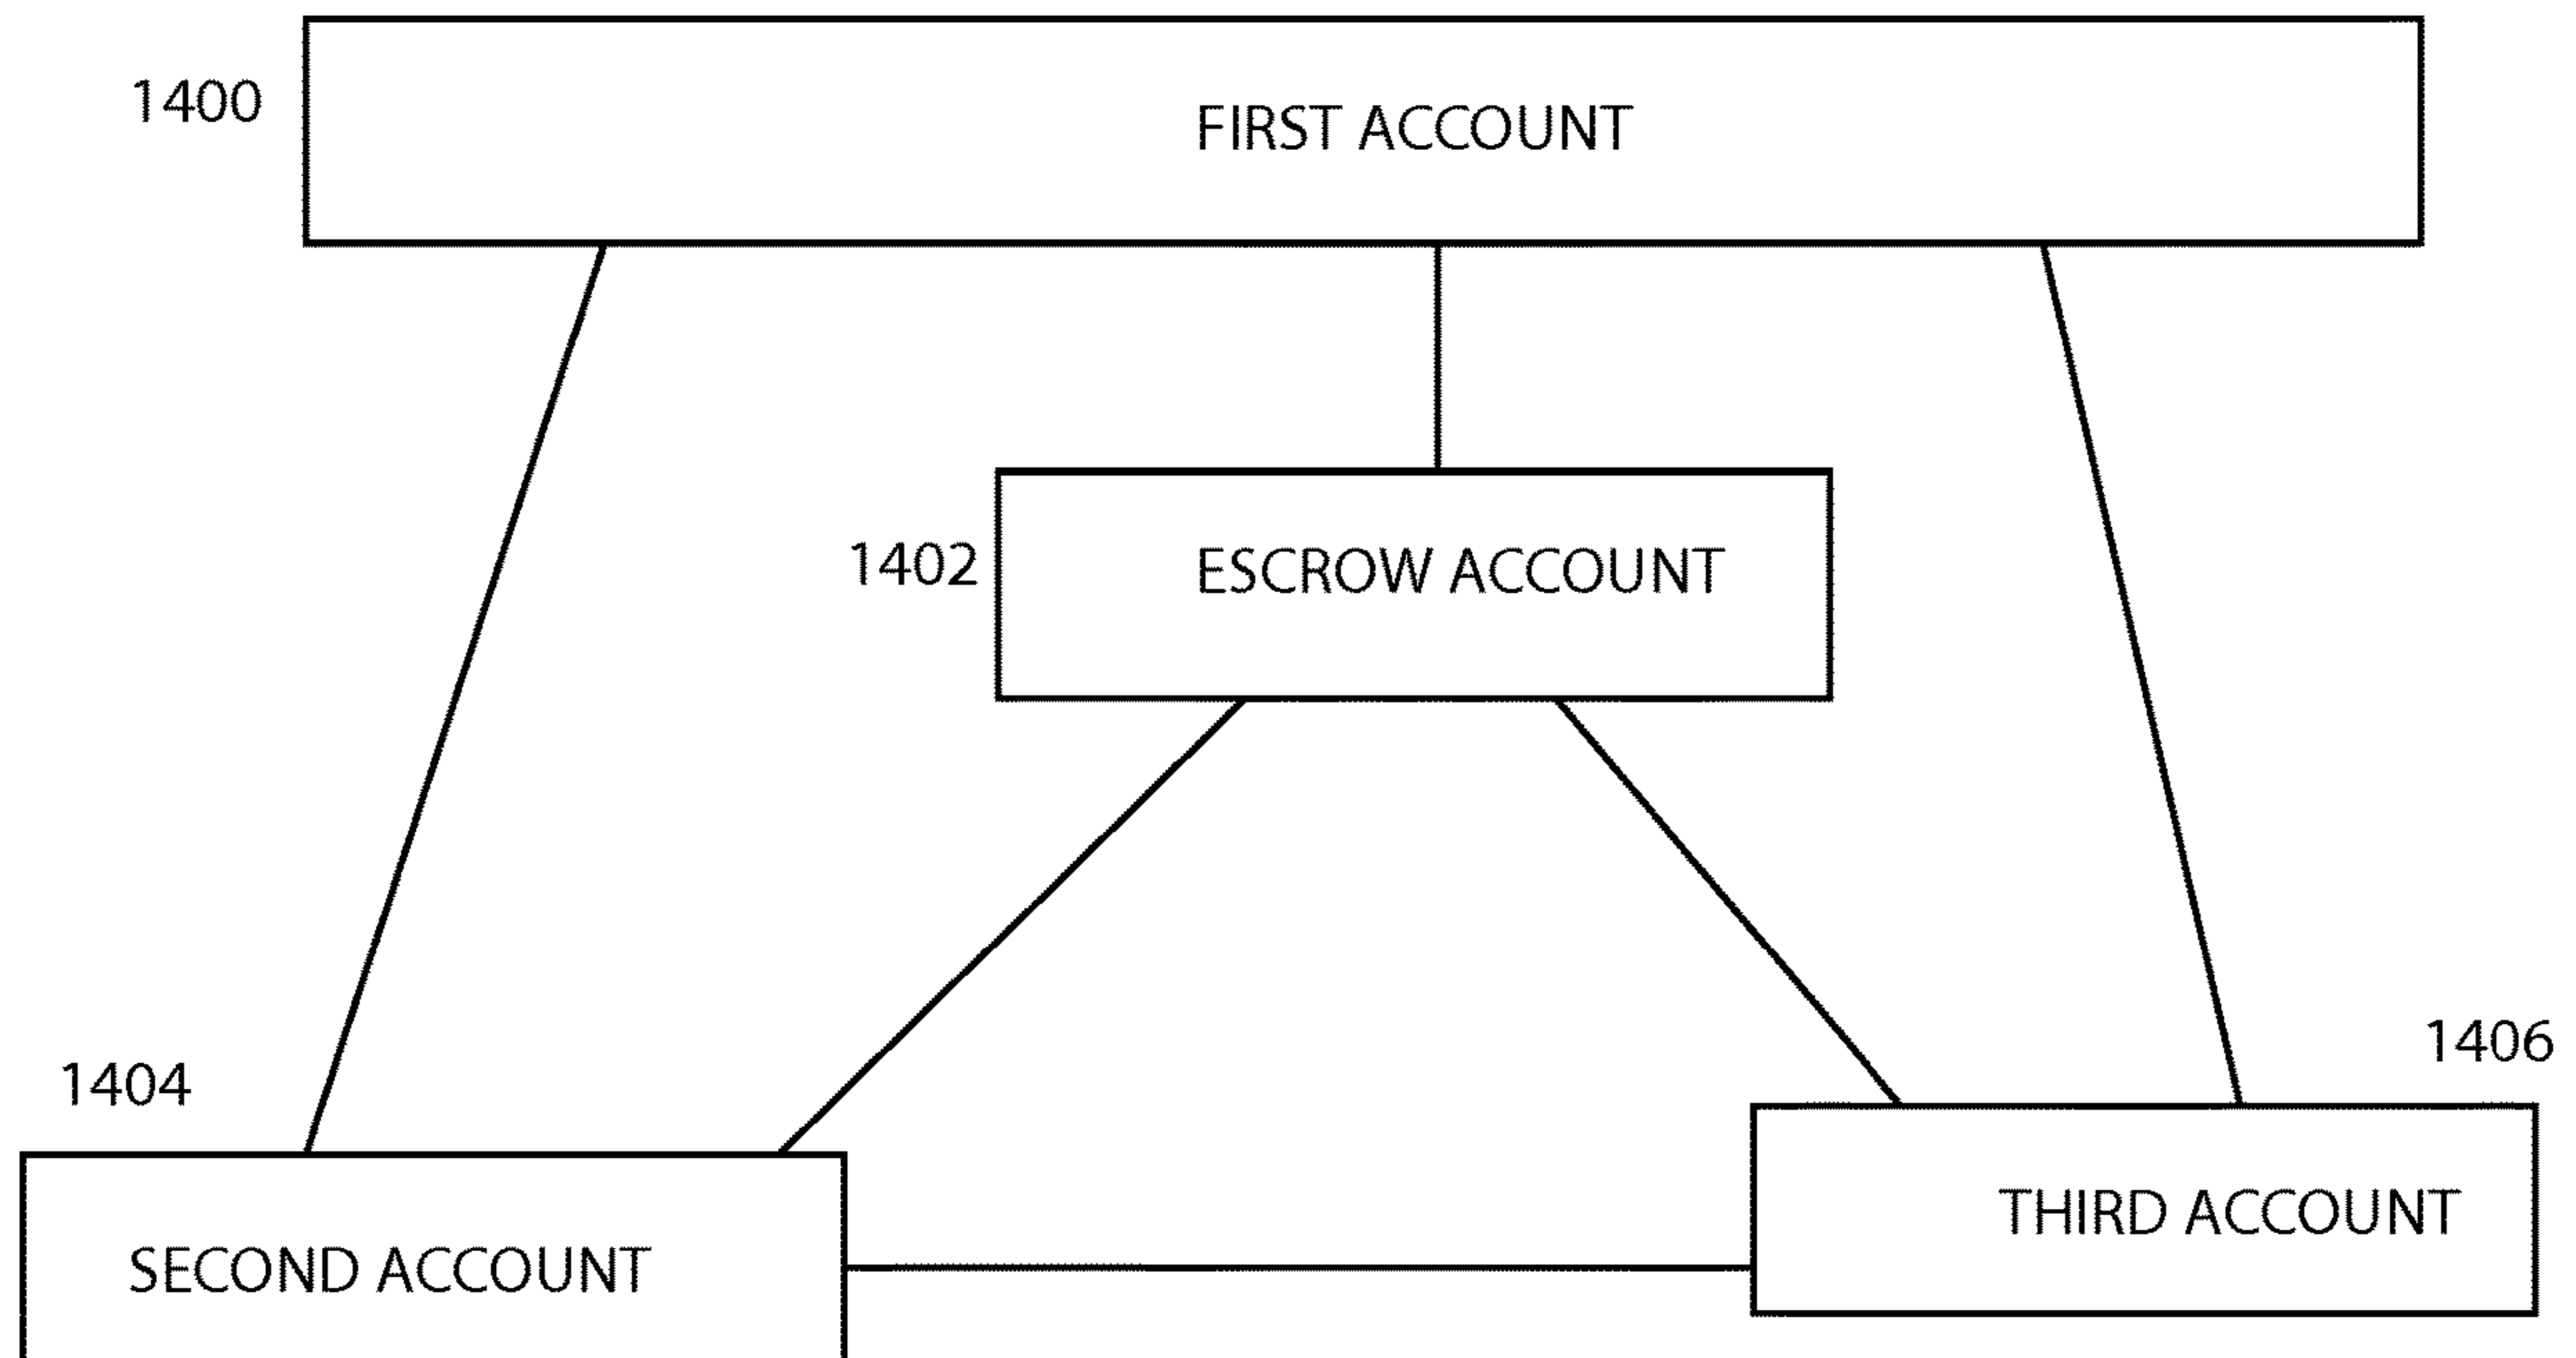 1400
FIRST ACCOUNT
1402
ESCROW ACCOUNT
1404
1406
SECOND ACCOUNT
THIRD ACCOUNT